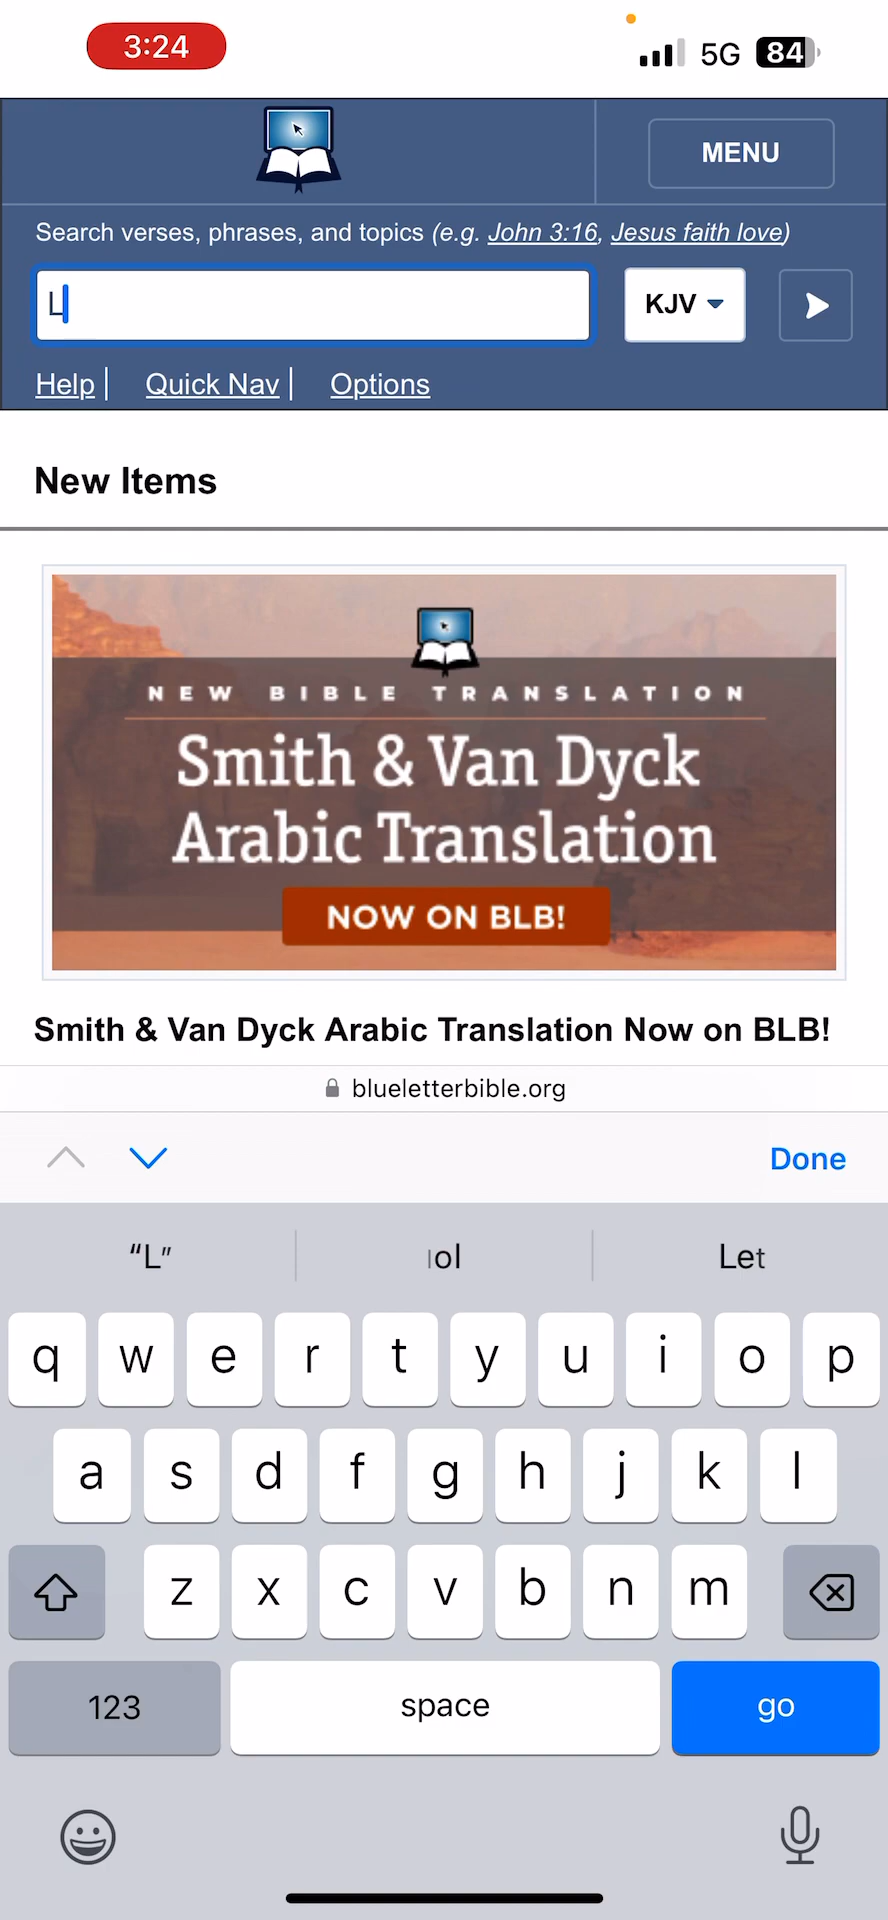 3:24
5G 84
MENU
Search verses, phrases, and topics (e.g. John 3:16, Jesus faith love)
L
KJV
Help | Quick Nav | Options
New Items
NEW BIBLE TRANSLATION
Smith & Van Dyck
Arabic Translation
NOW ON BLB!
Smith & Van Dyck Arabic Translation Now on BLB!
blueletterbible.org
Done
“L” lol Let
q w e r t y u i o p
a s d f g h j k l
z x c v b n m
123 space go